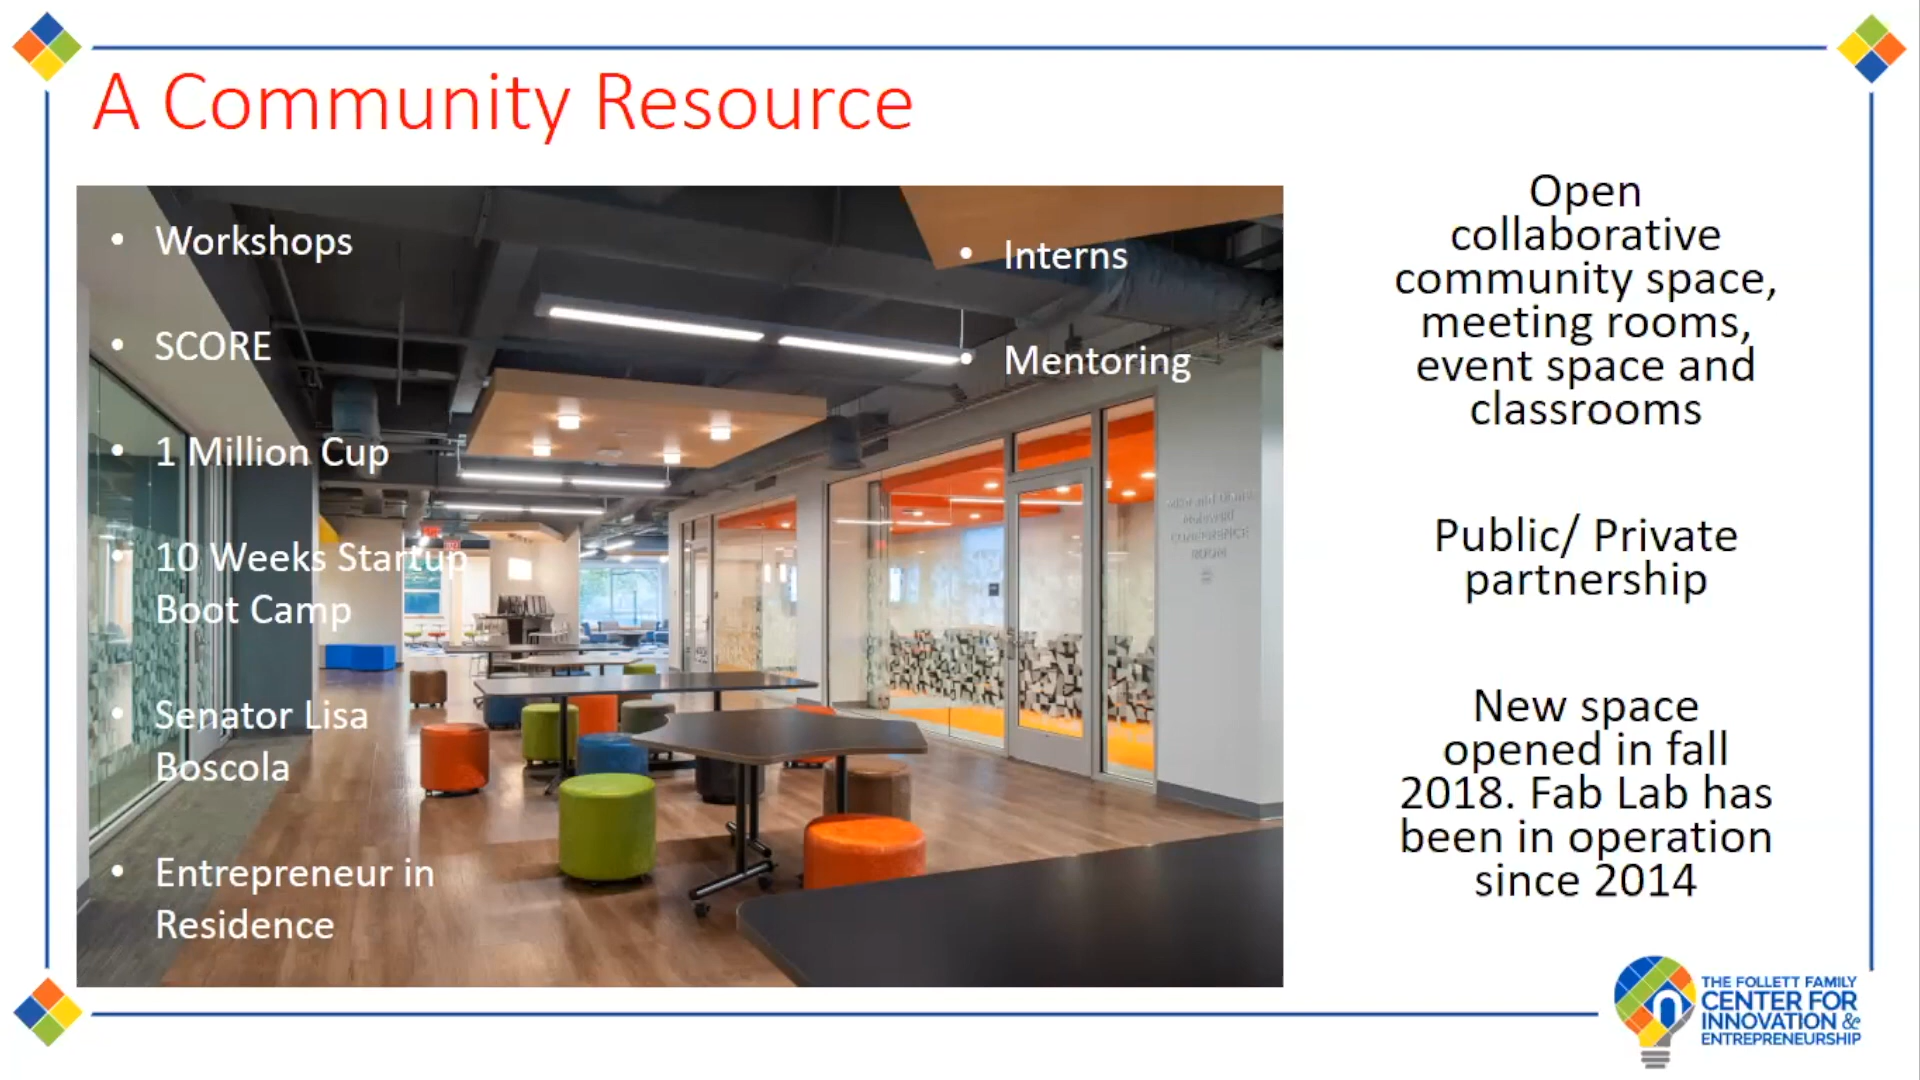 A Community Resource
• Workshops
• SCORE
• 1 Million Cup
• 10 Weeks Startup
Boot Camp
• Senator Lisa
Boscola
• Entrepreneur in
Residence
• Interns
• Mentoring
CONFERENCE
ROOM
Open
collaborative
community space,
meeting rooms,
event space and
classrooms
Public/ Private
partnership
New space
opened in fall
2018. Fab Lab has
been in operation
since 2014
THE FOLLETT FAMILY
CENTER FOR
INNOVATION &
ENTREPRENEURSHIP